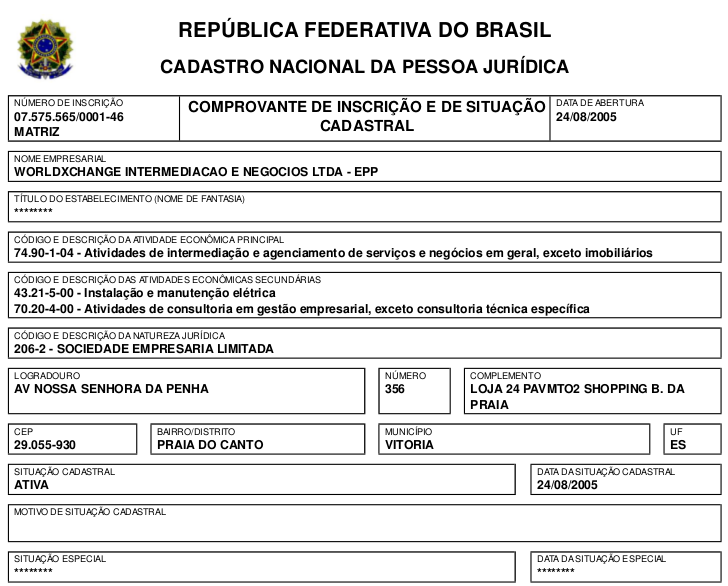 REPÚBLICA FEDERATIVA DO BRASIL
CADASTRO NACIONAL DA PESSOA JURÍDICA
NÚMERO DE INSCRIÇÃO
07.575.565/0001-46
MATRIZ
COMPROVANTE DE INSCRIÇÃO E DE SITUAÇÃO
CADASTRAL
DATA DE ABERTURA
24/08/2005
NOME EMPRESARIAL
WORLDXCHANGE INTERMEDIACAO E NEGOCIOS LTDA - EPP
TÍTULO DO ESTABELECIMENTO (NOME DE FANTASIA)
********
CÓDIGO E DESCRIÇÃO DA ATIVIDADE ECONÔMICA PRINCIPAL
74.90-1-04 - Atividades de intermediação e agenciamento de serviços e negócios em geral, exceto imobiliários
CÓDIGO E DESCRIÇÃO DAS ATIVIDADES ECONÔMICAS SECUNDÁRIAS
43.21-5-00 - Instalação e manutenção elétrica
70.20-4-00 - Atividades de consultoria em gestão empresarial, exceto consultoria técnica específica
CÓDIGO E DESCRIÇÃO DA NATUREZA JURÍDICA
206-2 - SOCIEDADE EMPRESARIA LIMITADA
LOGRADOURO
AV NOSSA SENHORA DA PENHA
NÚMERO
356
COMPLEMENTO
LOJA 24 PAVMTO2 SHOPPING B. DA
PRAIA
CEP
29.055-930
BAIRRO/DISTRITO
PRAIA DO CANTO
MUNICÍPIO
VITORIA
UF
ES
SITUAÇÃO CADASTRAL
ATIVA
DATA DA SITUAÇÃO CADASTRAL
24/08/2005
MOTIVO DE SITUAÇÃO CADASTRAL
SITUAÇÃO ESPECIAL
********
DATA DA SITUAÇÃO ESPECIAL
********